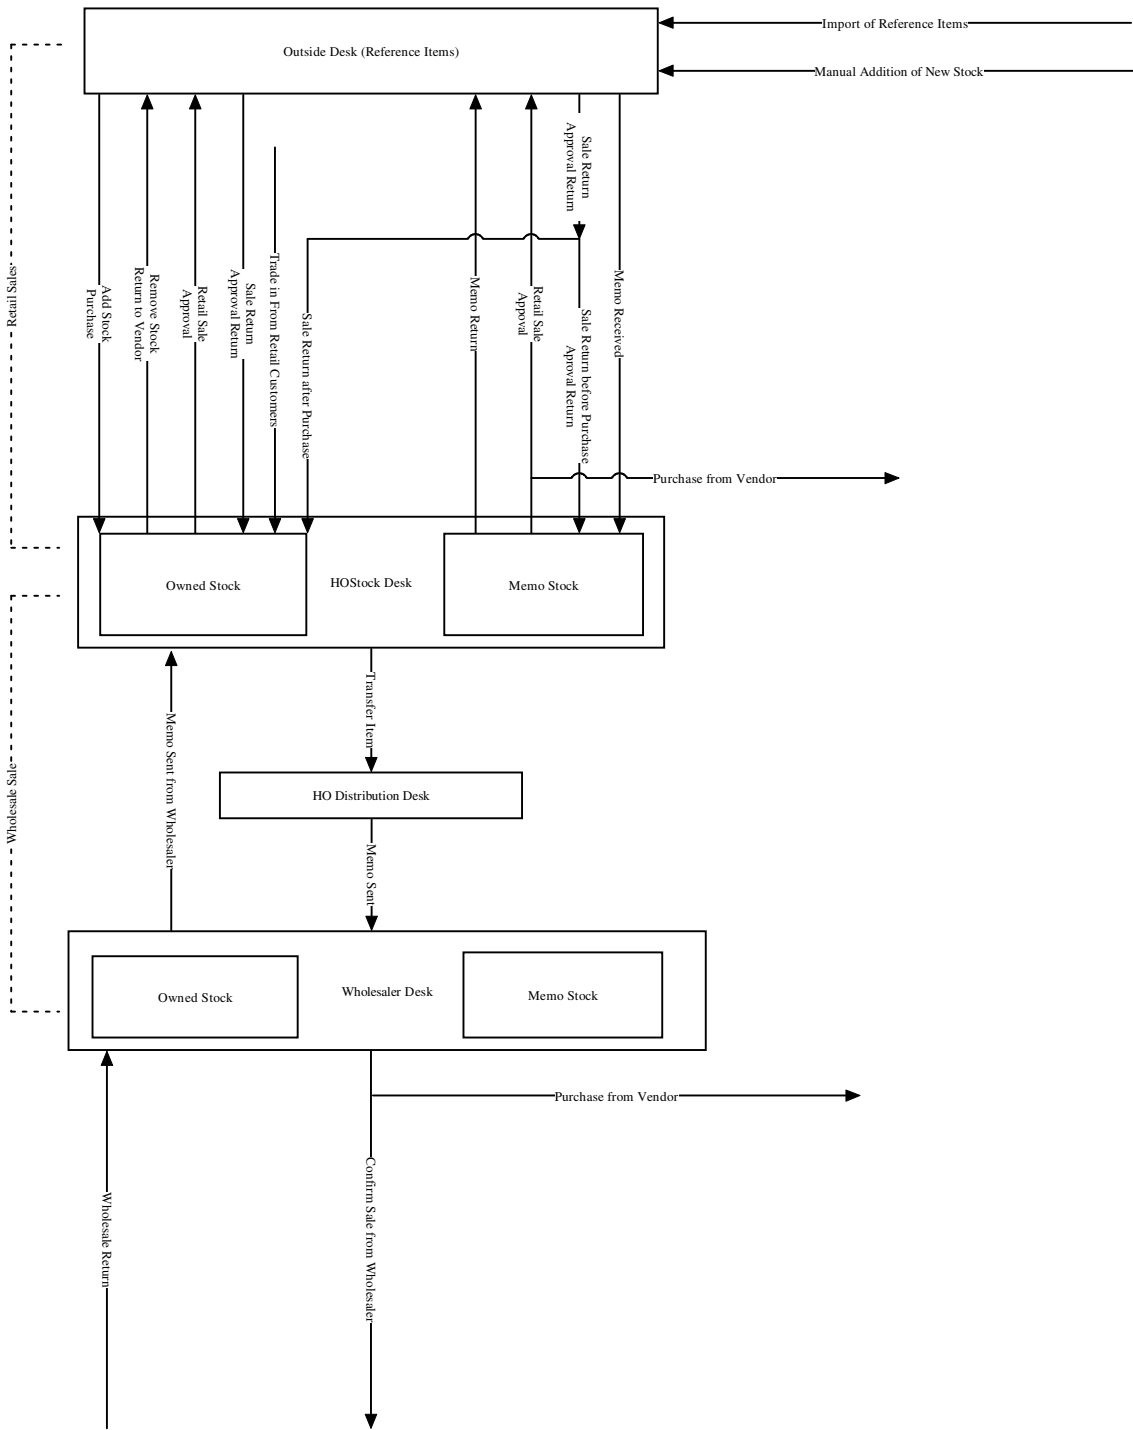 Import of Reference Items
Outside Desk (Reference Items)
Manual Addition of New Stock
Retail Sales
Add Stock
Purchase
Remove Stock
Return to Vendor
Retail Sale
Approval
Sale Return
Approval Return
Trade in From Retail Customers
Sale Return after Purchase
Memo Return
Retail Sale
Appoval
Sale Return
Approval Return
Sale Return before Purchase
Aproval Return
Memo Received
Purchase from Vendor
Owned Stock
HOStock Desk
Memo Stock
Wholesale Sale
Memo Sent from Wholesaler
Transfer Item
HO Distribution Desk
Memo Sent
Owned Stock
Wholesaler Desk
Memo Stock
Purchase from Vendor
Wholesale Return
Confirm Sale from Wholesaler